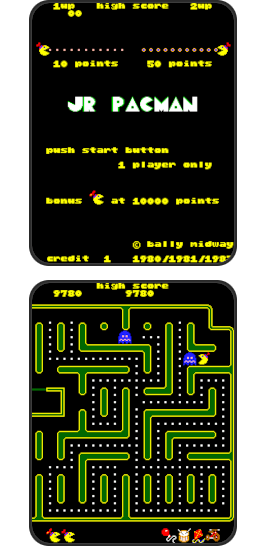 1up high score 2up
00
10 points 50 points
JR PACMAN
push start button
1 player only
bonus at 10000 points
© bally midway
credit 1 1980/1981/198
high score
9780 9780